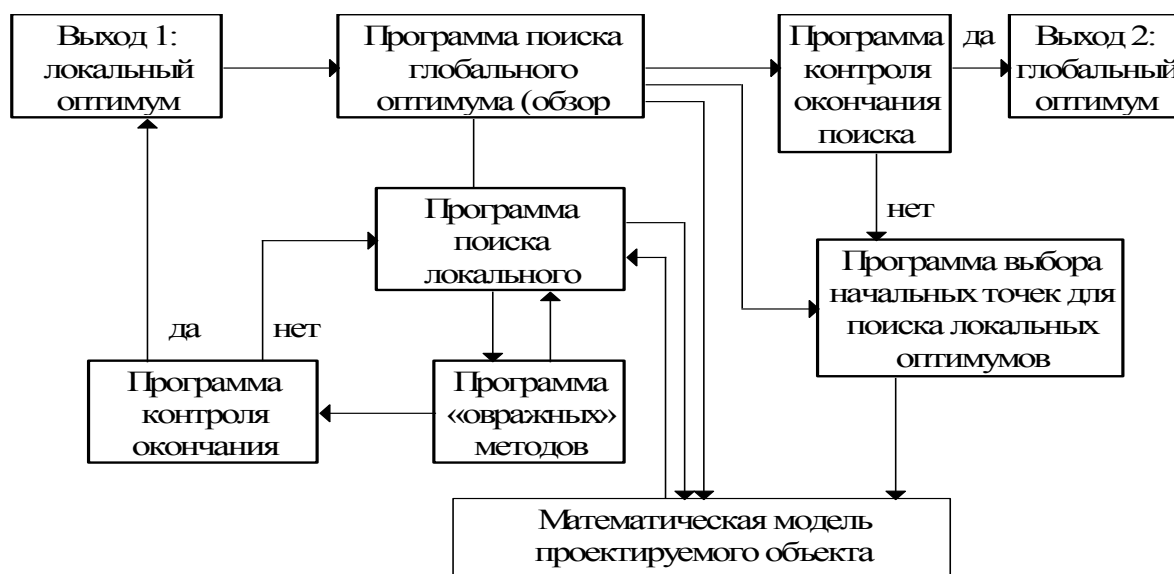 Выход 1:
локальный
оптимум
Программа поиска
глобального
оптимума (обзор
Программа
контроля
окончания
поиска
да
Выход 2:
глобальный
оптимум
Программа
поиска
локального
нет
Программа выбора
начальных точек для
поиска локальных
оптимумов
да
нет
Программа
контроля
окончания
Программа
«овражных»
методов
Математическая модель
проектируемого объекта